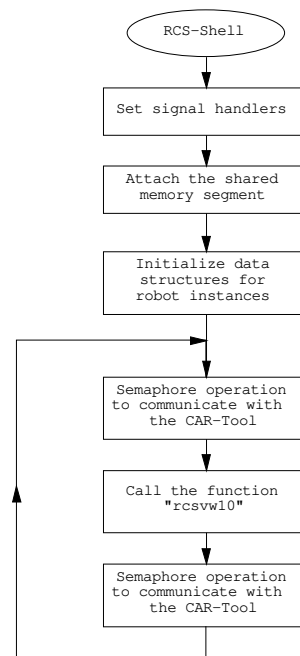 RCS-Shell
Set signal handlers
Attach the shared
memory segment
Initialize data
structures for
robot instances
Semaphore operation
to communicate with
the CAR-Tool
Call the function
"rcsvw10"
Semaphore operation
to communicate with
the CAR-Tool